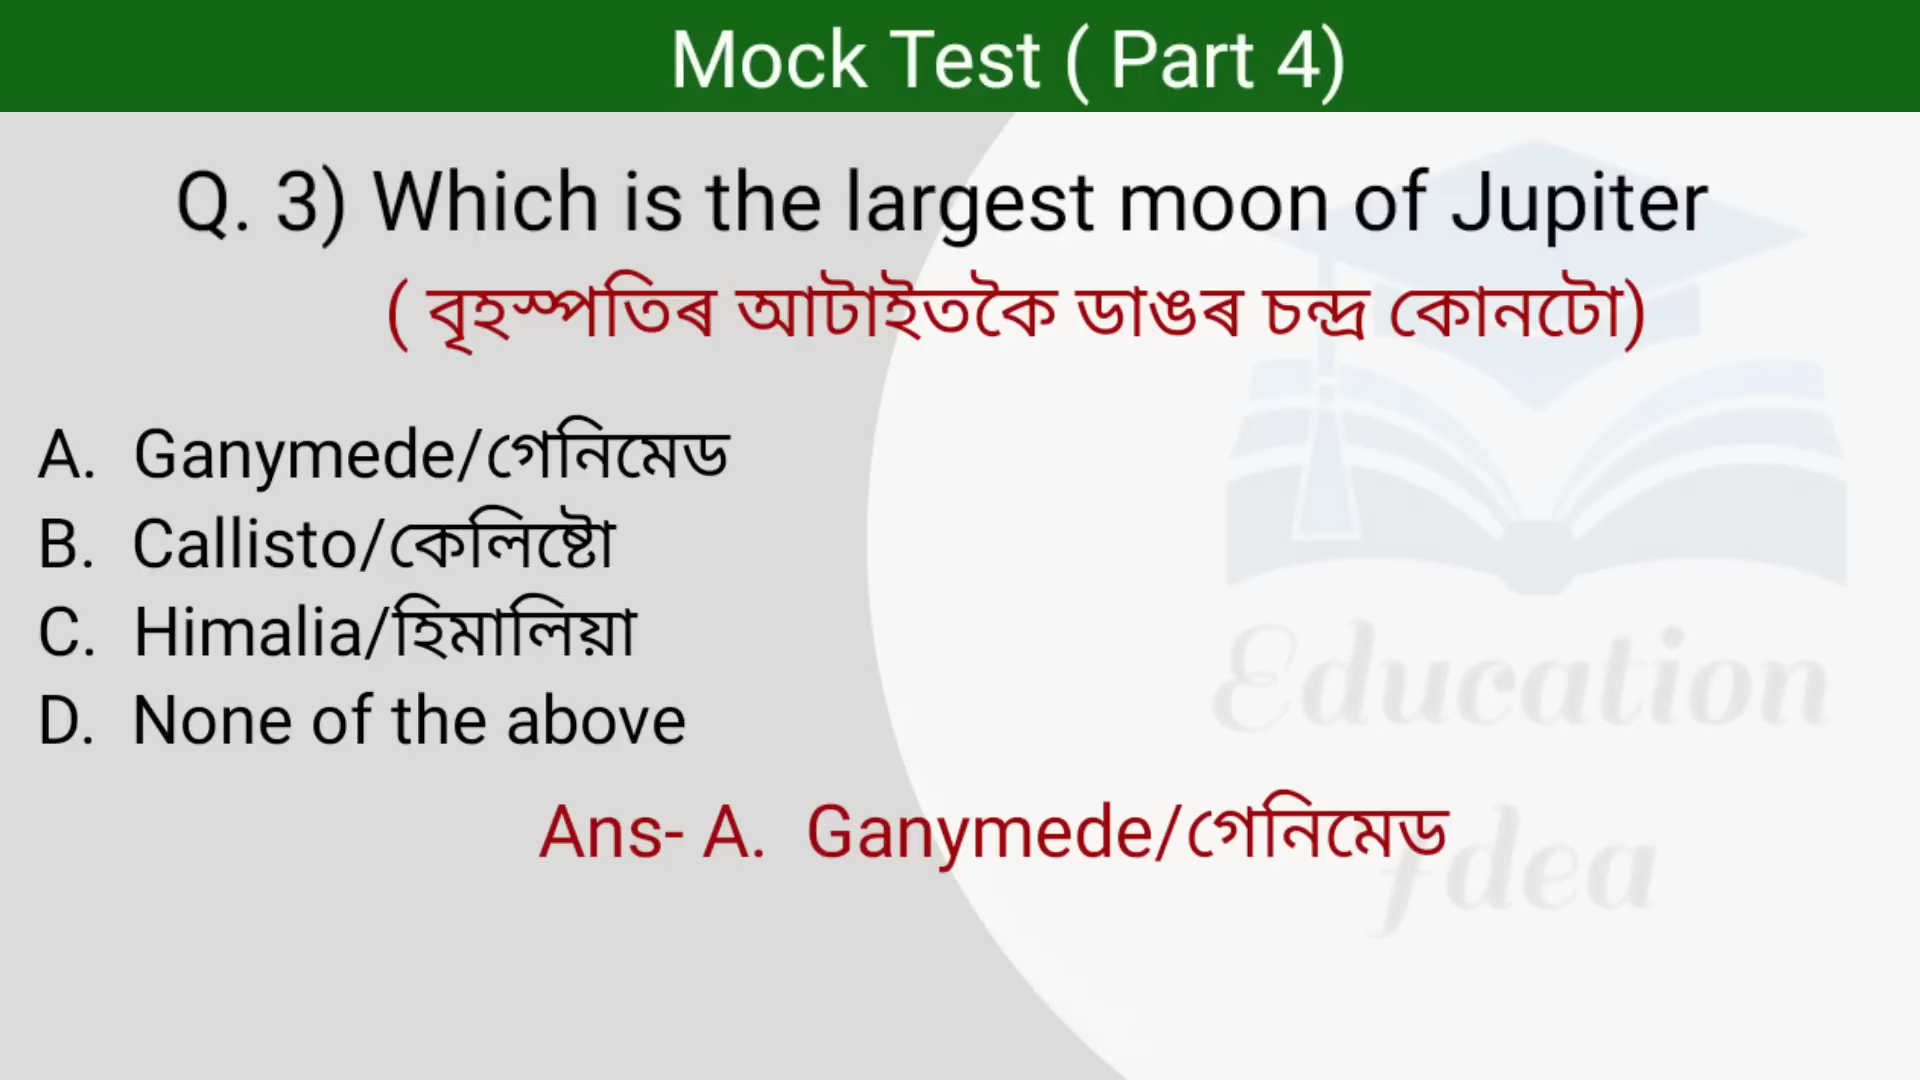 Mock Test ( Part 4)
Q. 3) Which is the largest moon of Jupiter
( বৃহস্পতিৰ আটাইতকৈ ডাঙৰ চন্দ্ৰ কোনটো)
A. Ganymede/গেনিমেড
B. Callisto/কেলিষ্টো
C. Himalia/হিমালিয়া
D. None of the above
Ans- A. Ganymede/গেনিমেড
Education
Idea